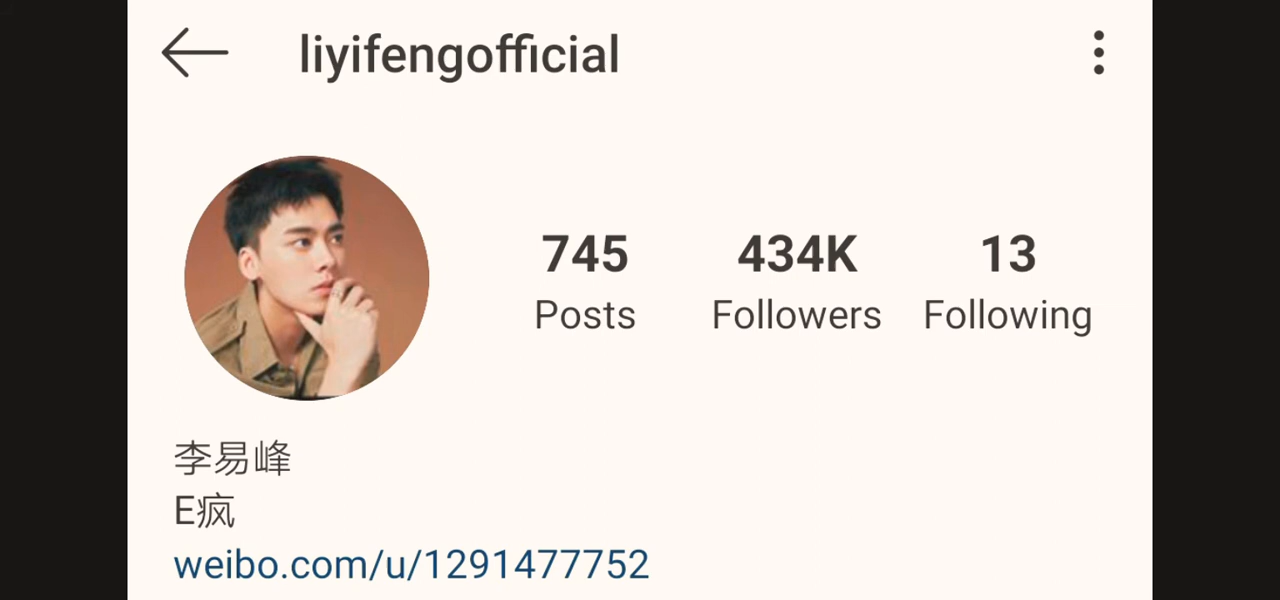 liyifengofficial
745 434K 13
Posts Followers Following
李易峰
E疯
weibo.com/u/1291477752